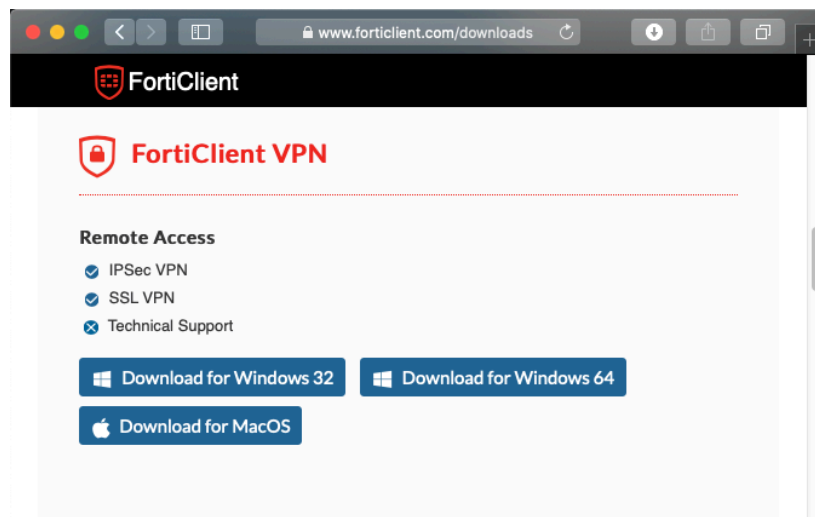 www.forticlient.com/downloads
FortiClient
FortiClient VPN
Remote Access
IPSec VPN
SSL VPN
Technical Support
Download for Windows 32
Download for Windows 64
Download for MacOS